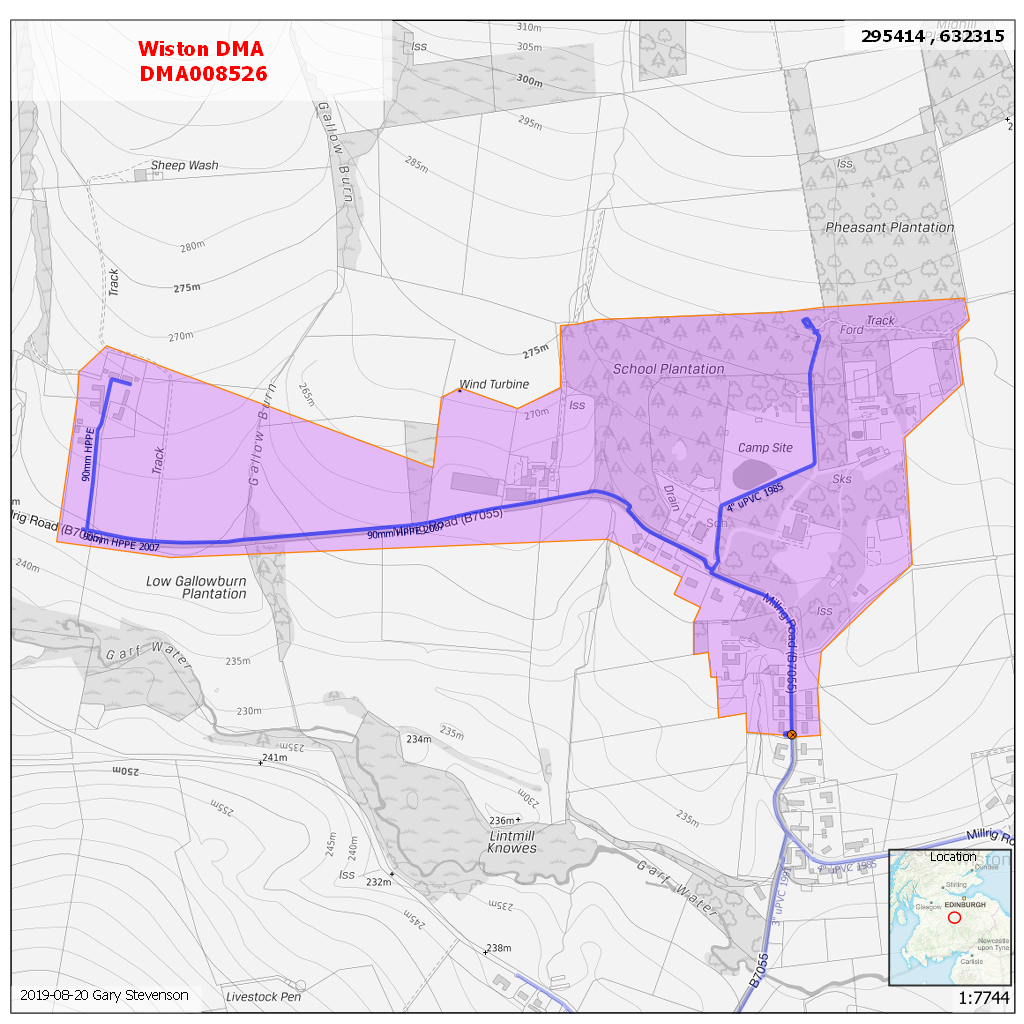 Wiston DMA
DMA008526
295414 , 632315
310m
305m
300m
295m
285m
Iss
Gallow Burn
Sheep Wash
280m
275m
270m
Track
Iss
Pheasant Plantation
Track
Ford
275m
School Plantation
Wind Turbine
270m
Iss
265m
Gallow Burn
Track
90mm HPPE
Camp Site
Sks
Drain
4" uPVC 1985
90mm HPPE 2007
90mm HPPE 2007
Road (B7055)
240m
Low Gallowburn
Plantation
Millrig Road (B7055)
Iss
Garf Water
235m
230m
235m
241m
250m
255m
234m
235m
230m
236m
Lintmill
Knowes
235m
245m
240m
Iss
232m
245m
235m
238m
Garf Water
3" uPVC 1901
4" uPVC 1985
Millrig Ro
B7055
Livestock Pen
Location
Dundee
Stirling
Glasgow
EDINBURGH
Newcastle
upon Tyne
Carlisle
2019-08-20 Gary Stevenson
1:7744